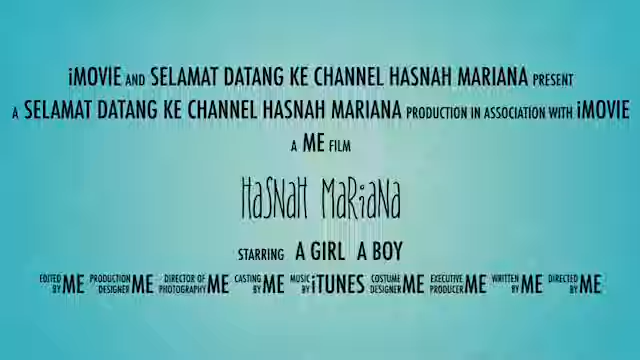 iMOVIE AND SELAMAT DATANG KE CHANNEL HASNAH MARIANA PRESENT
A SELAMAT DATANG KE CHANNEL HASNAH MARIANA PRODUCTION IN ASSOCIATION WITH iMOVIE
A ME FILM
HaSNaH MaRiaNa
STARRING A GIRL A BOY
EDITED BY ME PRODUCTION DESIGNER ME DIRECTOR OF PHOTOGRAPHY ME CASTING BY ME MUSIC BY iTUNES COSTUME DESIGNER ME EXECUTIVE PRODUCER ME WRITTEN BY ME DIRECTED BY ME